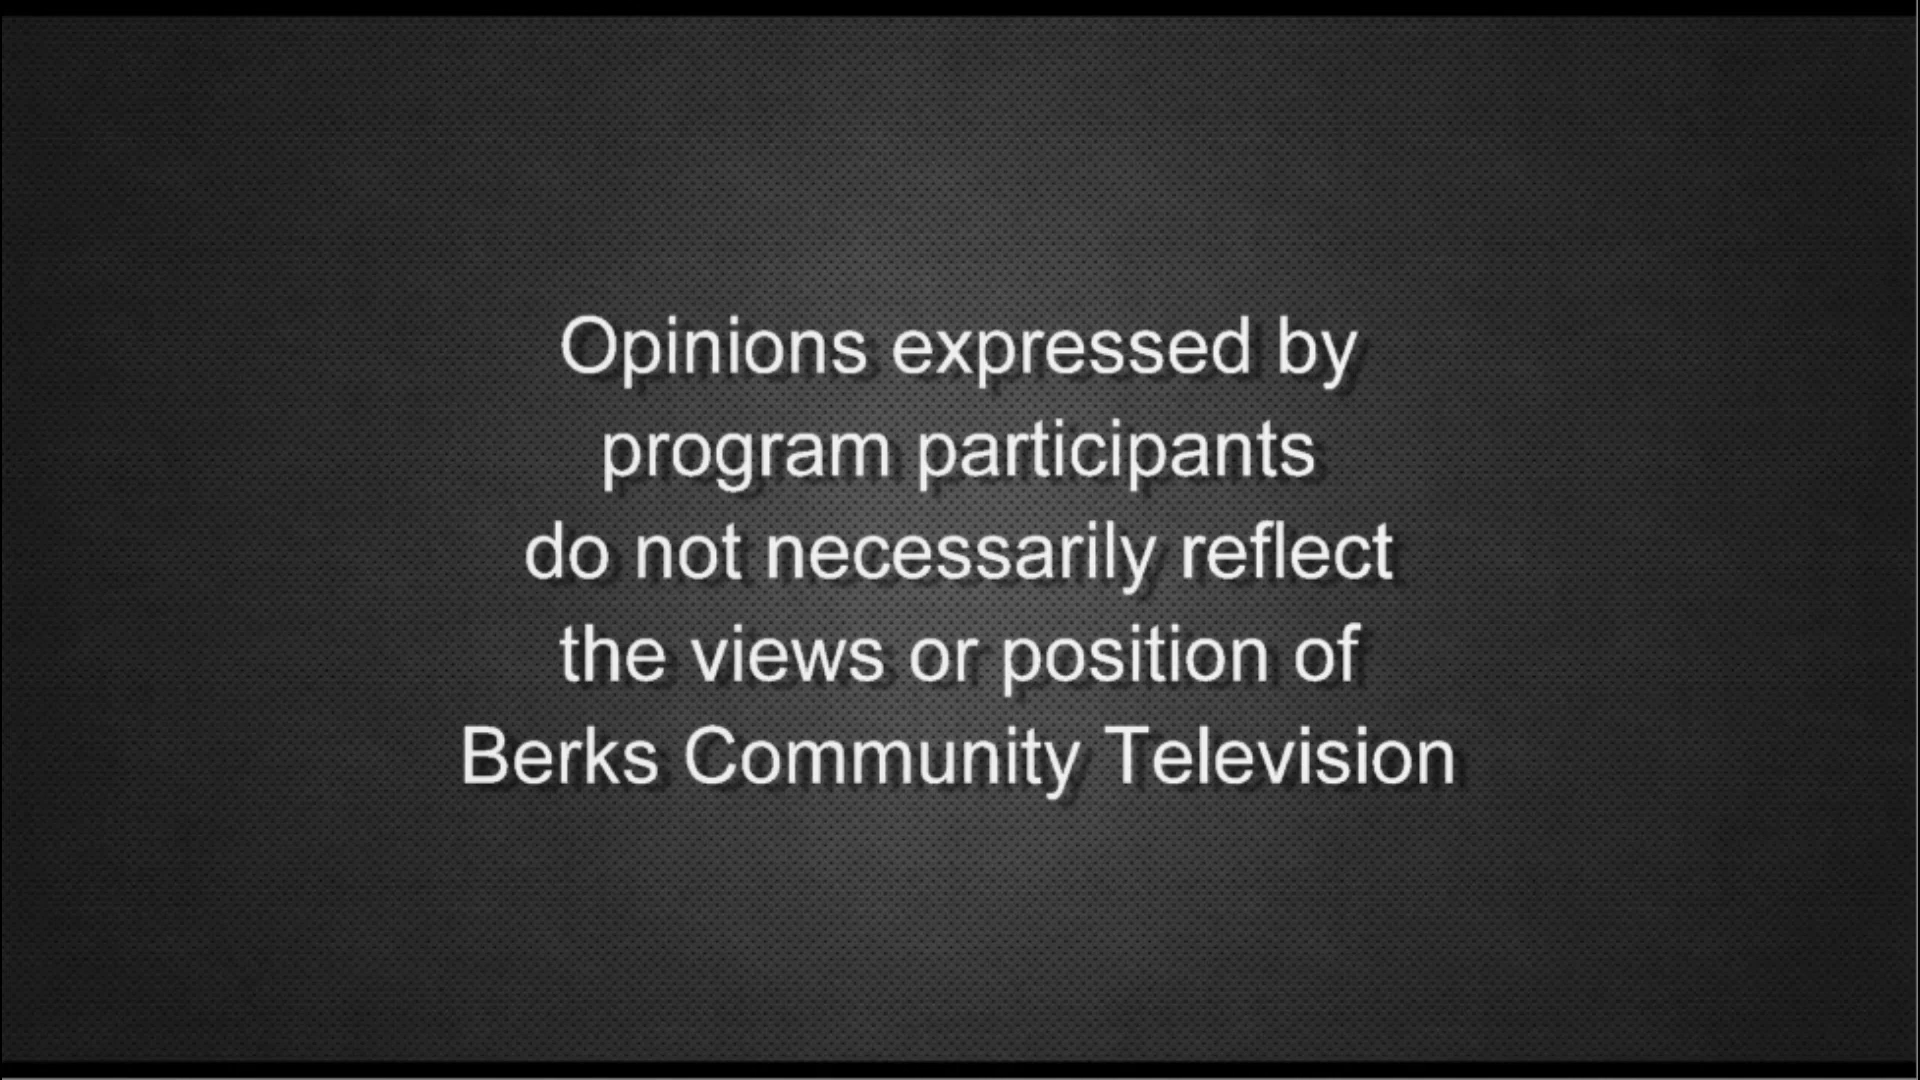 Opinions expressed by
program participants
do not necessarily reflect
the views or position of
Berks Community Television